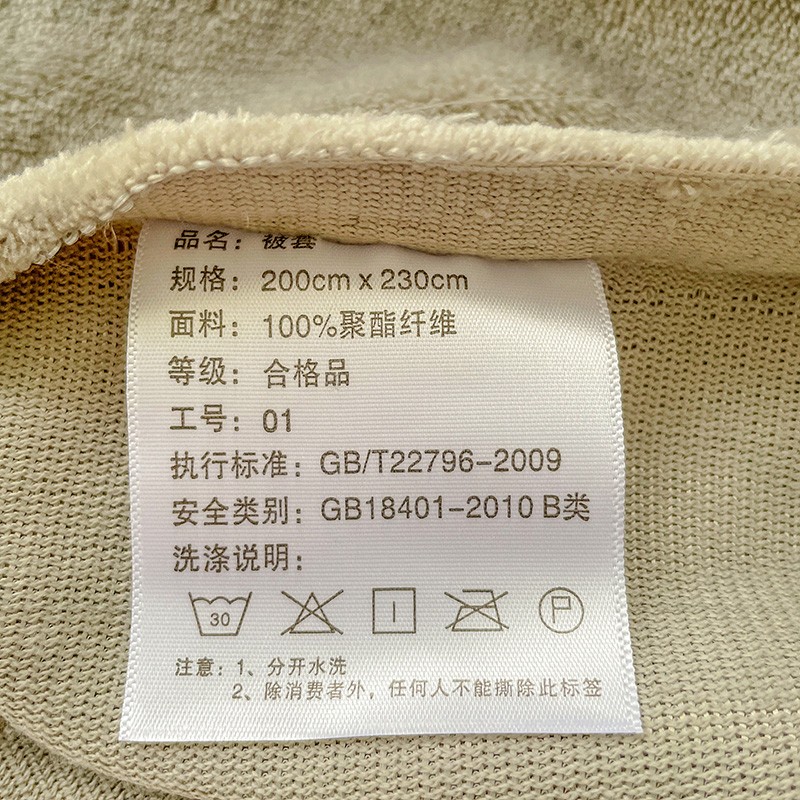 品名：被套
规格：200cm x 230cm
面料：100%聚酯纤维
等级：合格品
工号：01
执行标准：GB/T22796-2009
安全类别：GB18401-2010 B类
洗涤说明：
30
P
注意：1、分开水洗
2、除消费者外，任何人不能撕除此标签